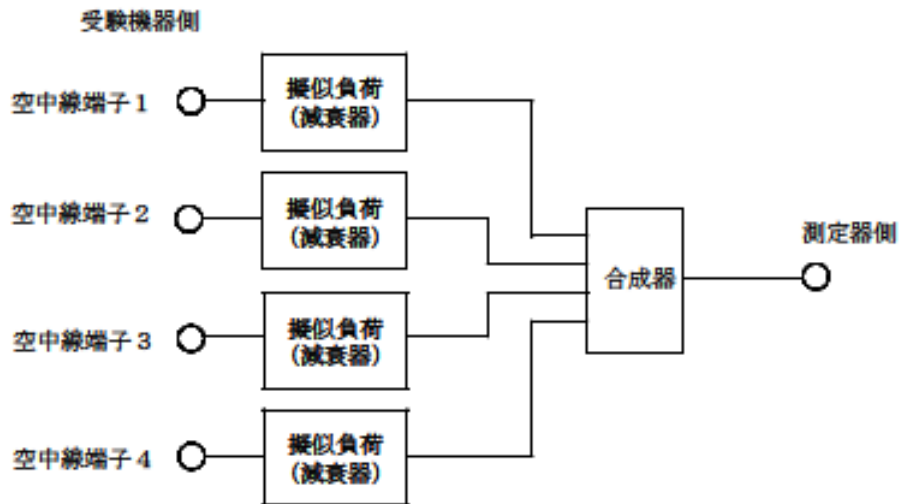 受験機器側
空中線端子1
擬似負荷
(減衰器)
空中線端子2
擬似負荷
(減衰器)
合成器
測定器側
空中線端子3
擬似負荷
(減衰器)
空中線端子4
擬似負荷
(減衰器)